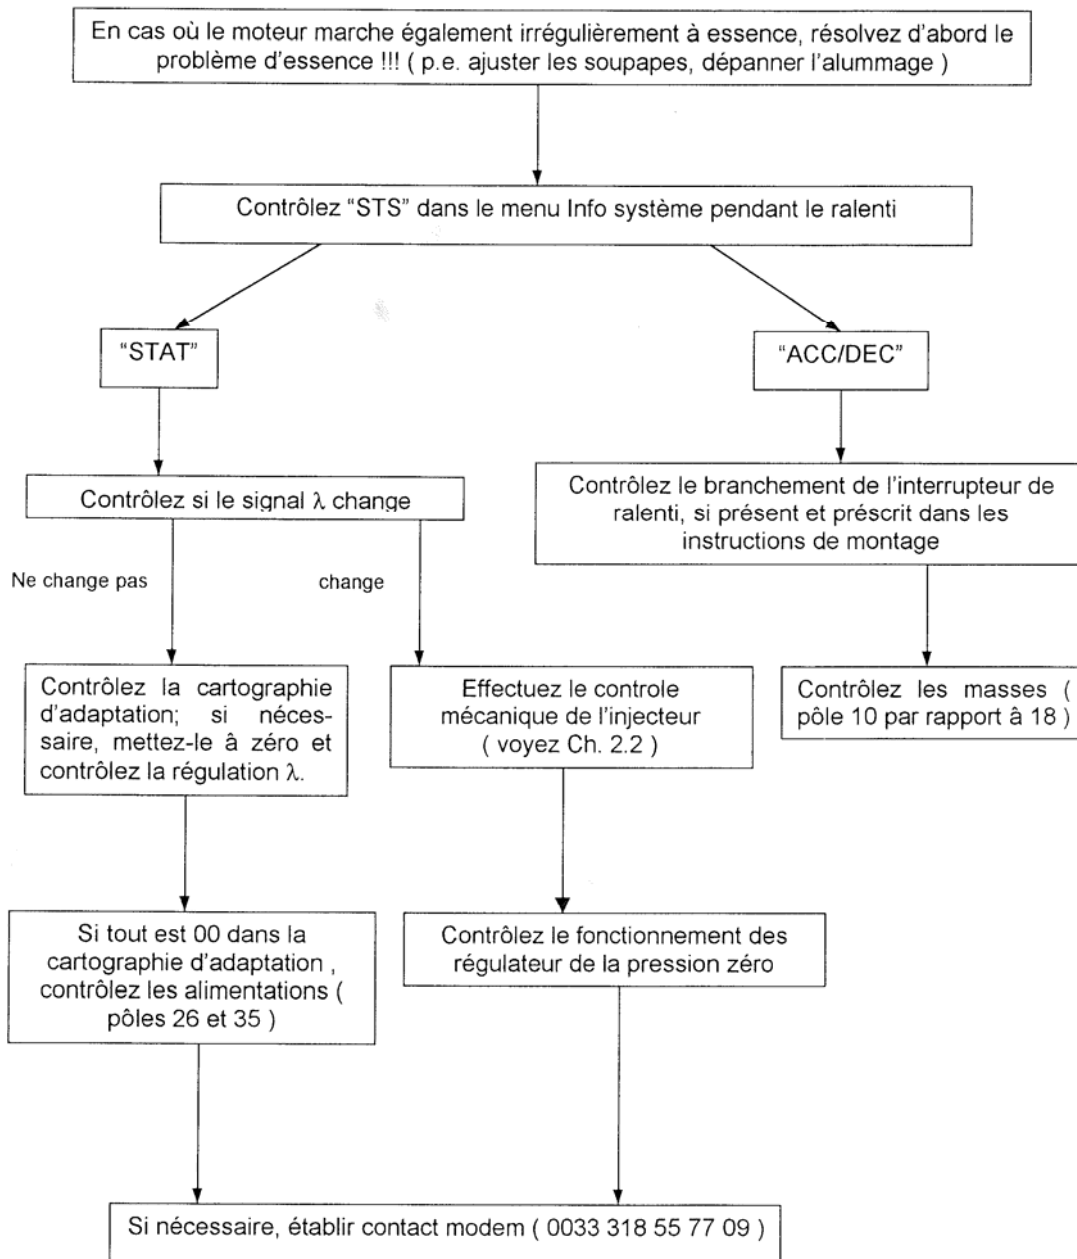 En cas où le moteur marche également irrégulièrement à essence, résolvez d'abord le
problème d'essence !!! ( p.e. ajuster les soupapes, dépanner l'alummage )
Contrôlez “STS” dans le menu Info système pendant le ralenti
“STAT”
“ACC/DEC”
Contrôlez si le signal λ change
Contrôlez le branchement de l'interrupteur de
ralenti, si présent et préscrit dans les
instructions de montage
Ne change pas
change
Contrôlez la cartographie
d'adaptation; si néces-
saire, mettez-le à zéro et
contrôlez la régulation λ.
Effectuez le controle
mécanique de l'injecteur
( voyez Ch. 2.2 )
Contrôlez les masses (
pôle 10 par rapport à 18 )
Si tout est 00 dans la
cartographie d'adaptation ,
contrôlez les alimentations (
pôles 26 et 35 )
Contrôlez le fonctionnement des
régulateur de la pression zéro
Si nécessaire, établir contact modem ( 0033 318 55 77 09 )